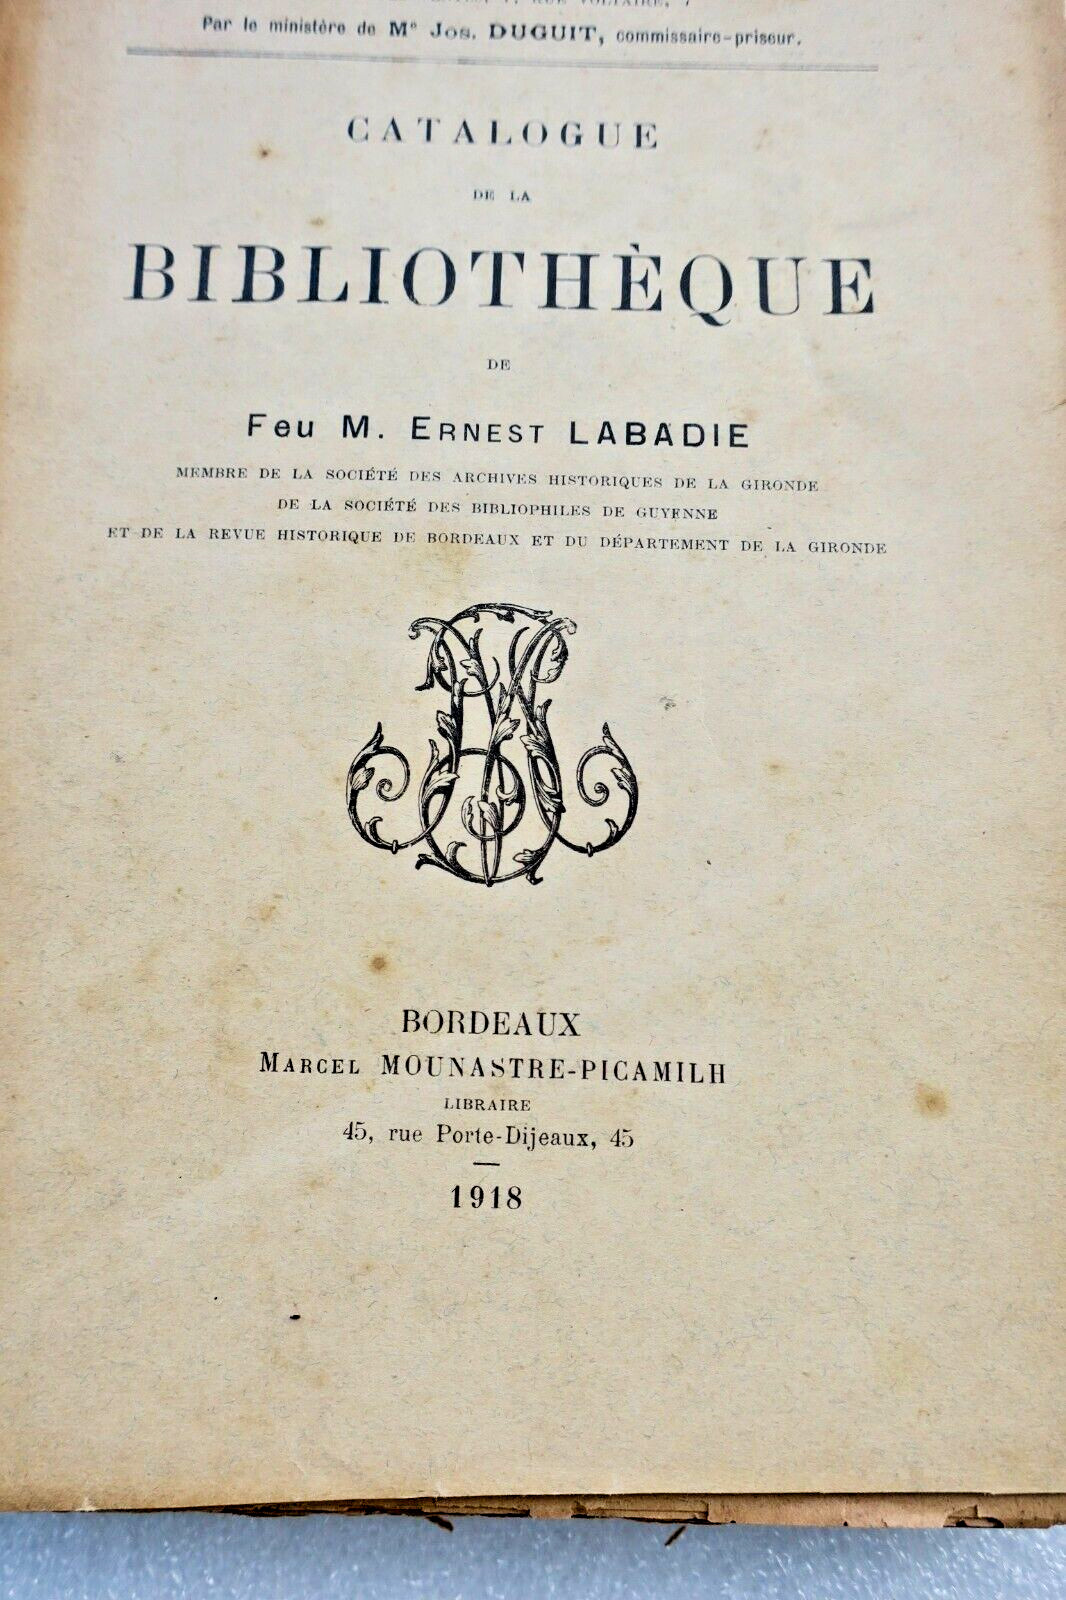 RUE VOLTAIRE, 7
Par le ministère de Me Jos. DUGUIT, commissaire-priseur.
CATALOGUE
DE LA
BIBLIOTHÈQUE
DE
Feu M. ERNEST LABADIE
MEMBRE DE LA SOCIÉTÉ DES ARCHIVES HISTORIQUES DE LA GIRONDE
DE LA SOCIÉTÉ DES BIBLIOPHILES DE GUYENNE
ET DE LA REVUE HISTORIQUE DE BORDEAUX ET DU DÉPARTEMENT DE LA GIRONDE
BORDEAUX
MARCEL MOUNASTRE-PICAMILH
LIBRAIRE
45, rue Porte-Dijeaux, 45
1918